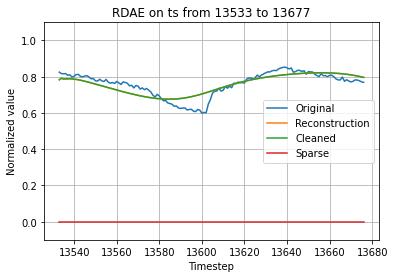 RDAE on ts from 13533 to 13677
Normalized value
1.0
0.8
0.6
0.4
0.2
0.0
Original
Reconstruction
Cleaned
Sparse
13540 13560 13580 13600 13620 13640 13660 13680
Timestep